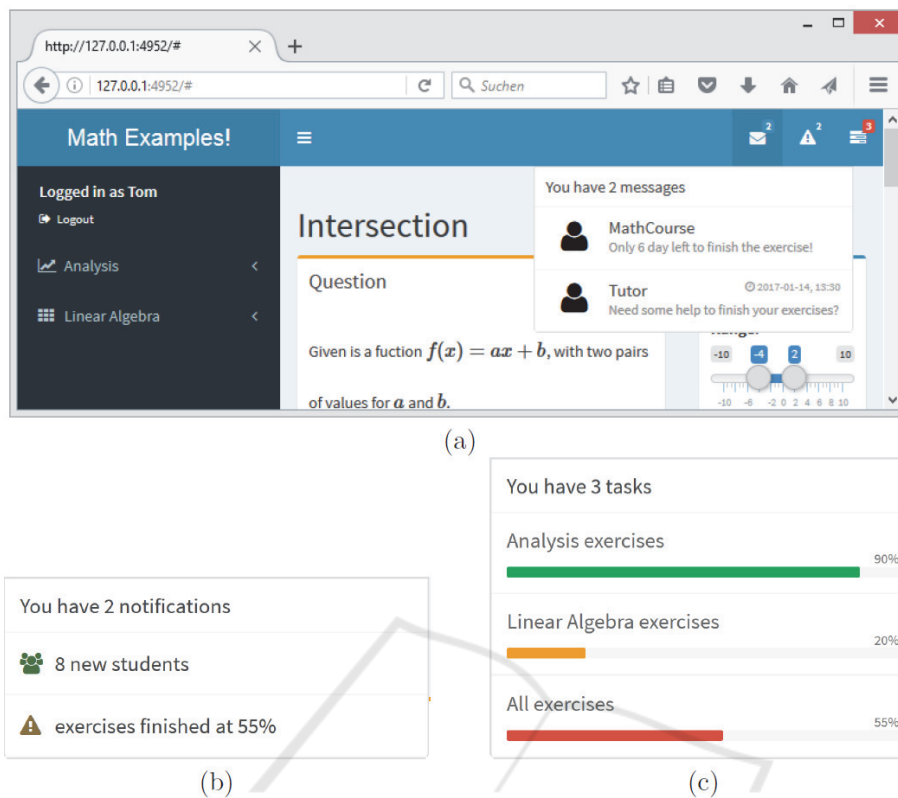 http://127.0.0.1:4952/#
127.0.0.1:4952/#
Suchen
Math Examples!
2
2
3
Logged in as Tom
Logout
Analysis
Linear Algebra
Intersection
Question
Given is a fuction f(x) = ax + b, with two pairs
of values for a and b.
You have 2 messages
MathCourse
Only 6 day left to finish the exercise!
Tutor
2017-01-14, 13:30
Need some help to finish your exercises?
-10 -4 2 10
-10 -6 -2 0 2 4 6 8 10
(a)
You have 2 notifications
8 new students
exercises finished at 55%
(b)
You have 3 tasks
Analysis exercises
90%
Linear Algebra exercises
20%
All exercises
55%
(c)